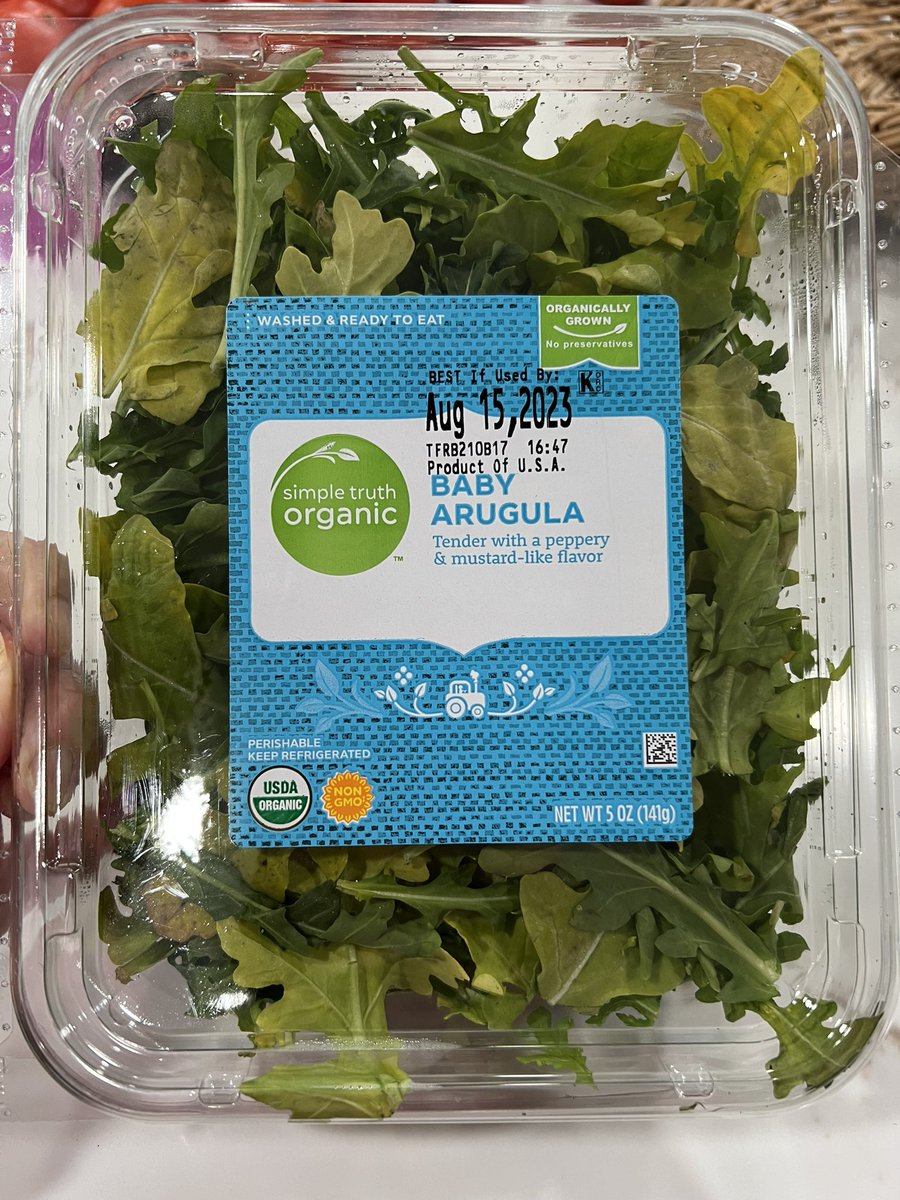 WASHED & READY TO EAT
ORGANICALLY
GROWN
No preservatives
BEST If Used By:
Aug 15,2023
TFRB210B17 16:47
Product Of U.S.A.
simple truth
organic
TM
BABY
ARUGULA
Tender with a peppery
& mustard-like flavor
PERISHABLE
KEEP REFRIGERATED
USDA
ORGANIC
NON
GMO
NET WT 5 OZ (141g)